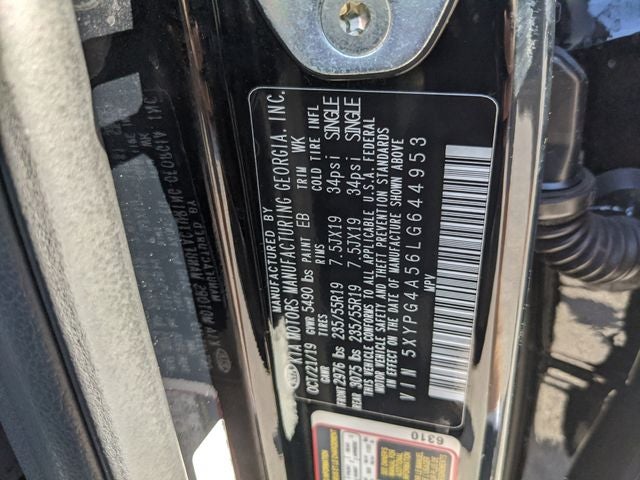 MANUFACTURED BY
KIA KIA MOTORS MANUFACTURING GEORGIA, INC.
OCT/21/19 GVWR 5490 lbs PAINT EB TRIM WK
GAWR TIRES RIMS COLD TIRE INFL
FRONT 2976 lbs 235/55R19 7.5JX19 34psi SINGLE
REAR 3075 lbs 235/55R19 7.5JX19 34psi SINGLE
THIS VEHICLE CONFORMS TO ALL APPLICABLE U.S.A. FEDERAL
MOTOR VEHICLE SAFETY AND THEFT PREVENTION STANDARDS
IN EFFECT ON THE DATE OF MANUFACTURE SHOWN ABOVE
VIN 5XYPG4A56LG644953
MPV
6310